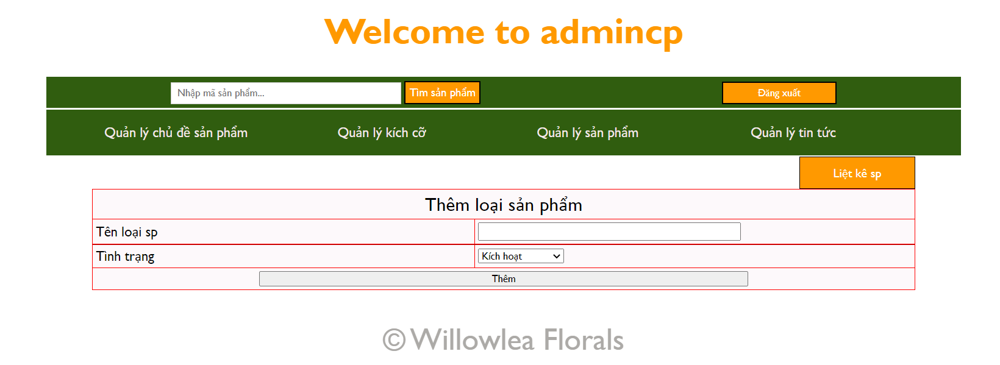 Welcome to admincp
Nhập mã sản phẩm...
Tìm sản phẩm
Đăng xuất
Quản lý chủ đề sản phẩm
Quản lý kích cỡ
Quản lý sản phẩm
Quản lý tin tức
Liệt kê sp
Thêm loại sản phẩm
Tên loại sp
Tình trạng
Kích hoạt
Thêm
© Willowlea Florals